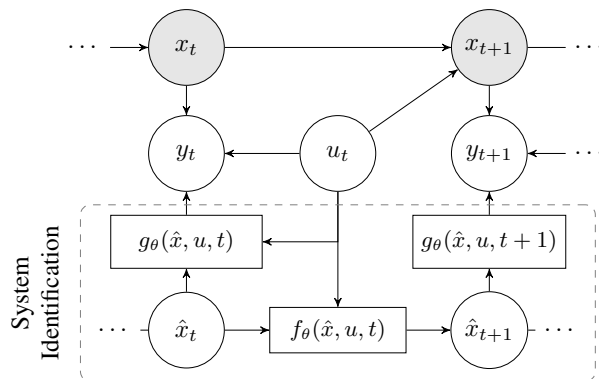 ⋯ x_t x_{t+1} ⋯
y_t u_t y_{t+1} ⋯
g_θ(x̂, u, t) g_θ(x̂, u, t + 1)
System
Identification
⋯ x̂_t f_θ(x̂, u, t) x̂_{t+1} ⋯